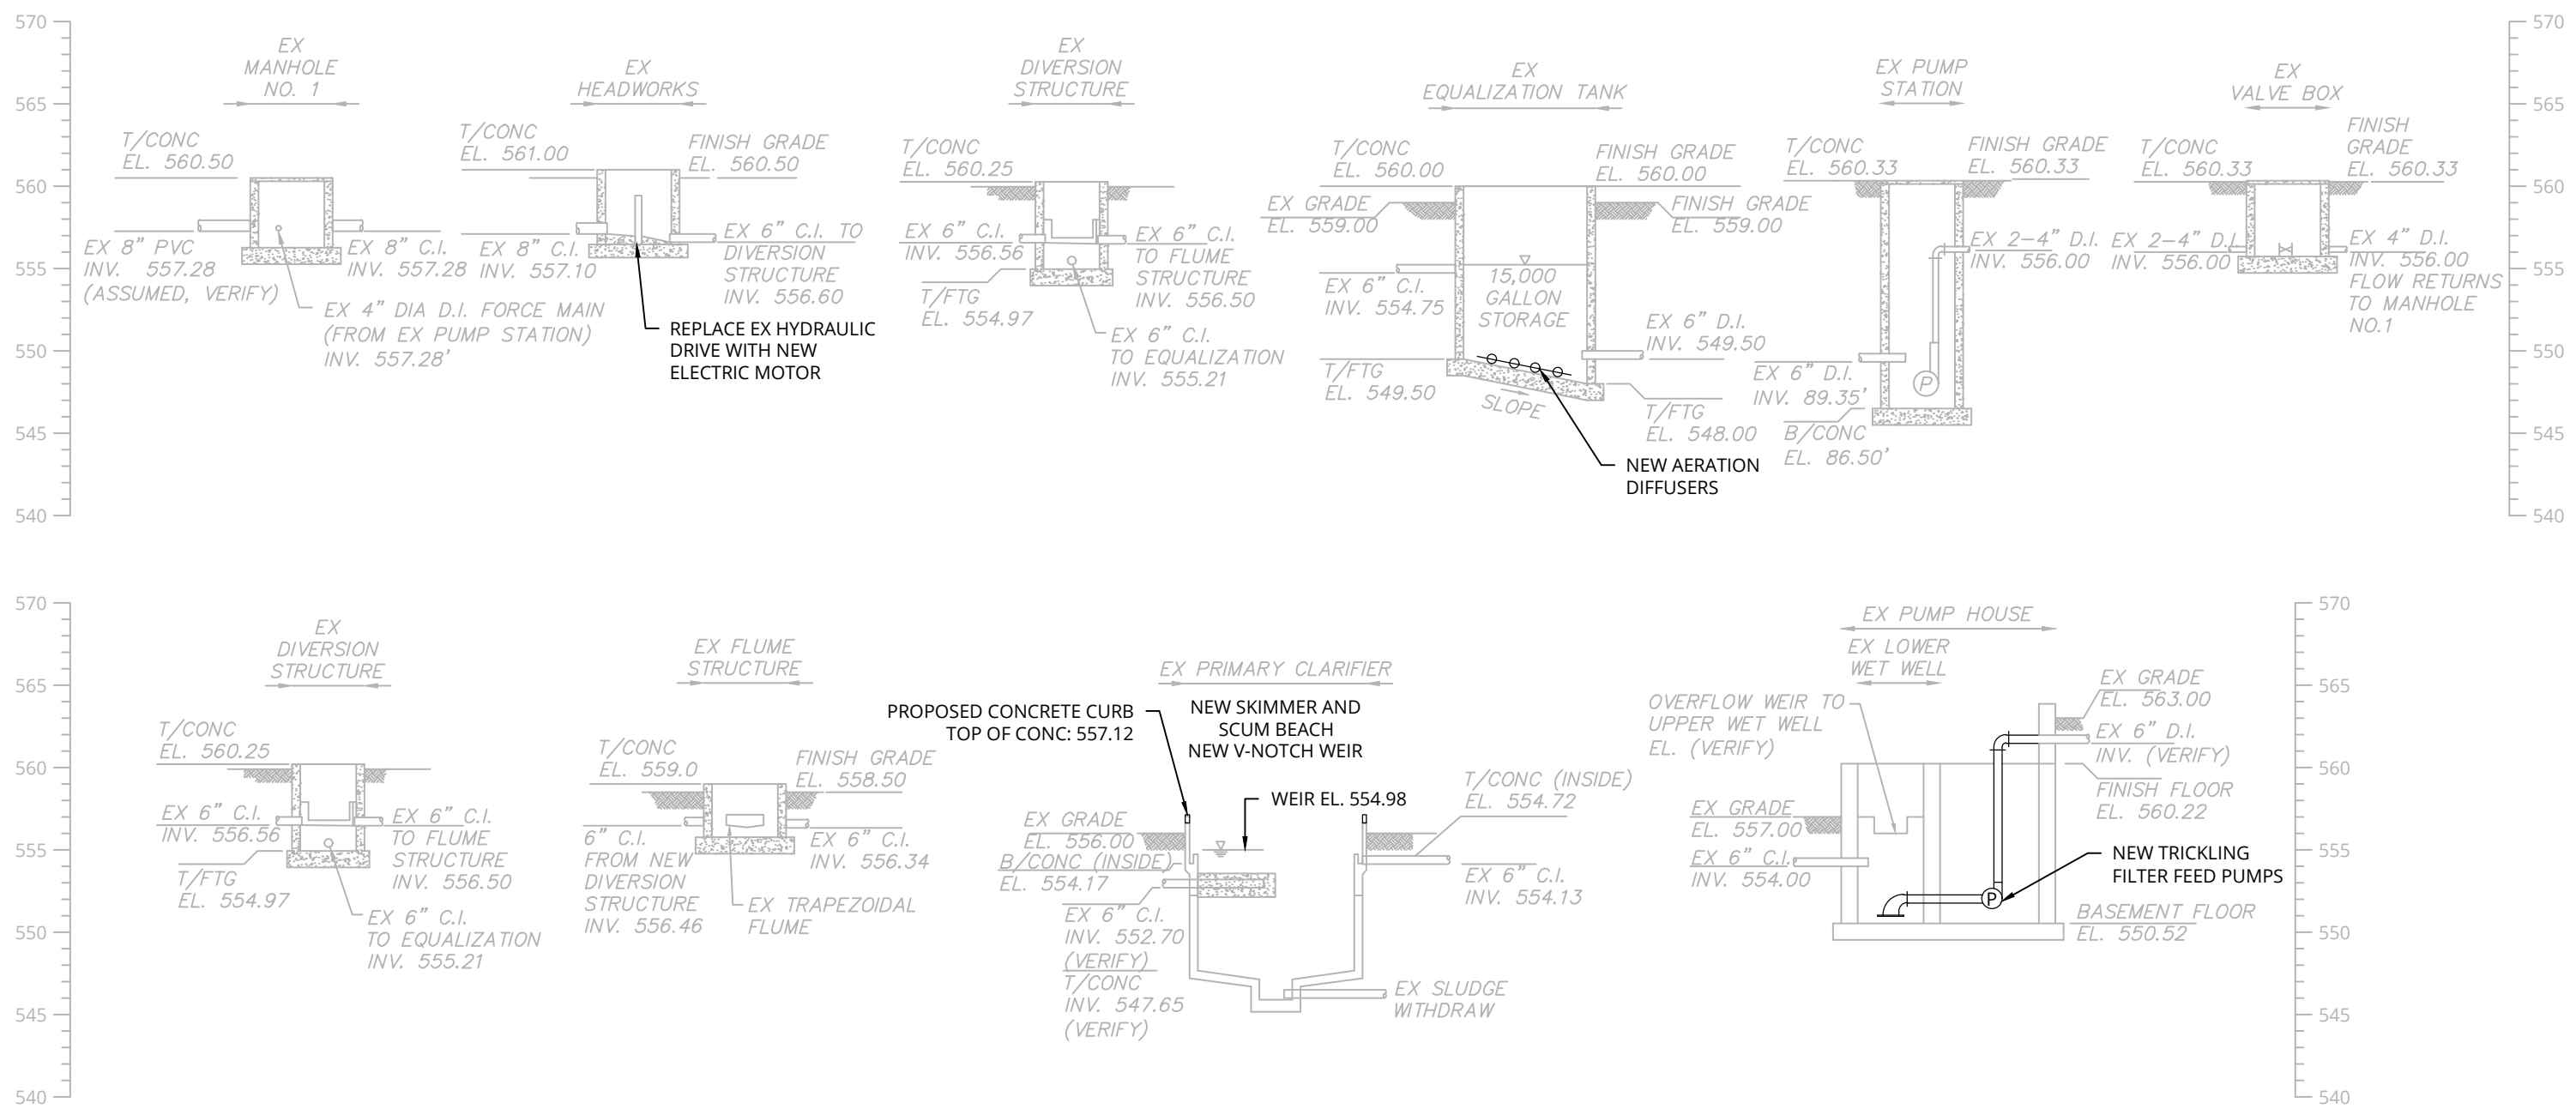 570
565
560
555
550
545
540
EX
MANHOLE
NO. 1
T/CONC
EL. 560.50
EX 8" PVC
INV. 557.28
(ASSUMED, VERIFY)
EX 8" C.I.
INV. 557.28
EX 4" DIA D.I. FORCE MAIN
(FROM EX PUMP STATION)
INV. 557.28'
EX
HEADWORKS
T/CONC
EL. 561.00
FINISH GRADE
EL. 560.50
EX 8" C.I.
INV. 557.10
EX 6" C.I. TO
DIVERSION
STRUCTURE
INV. 556.60
REPLACE EX HYDRAULIC
DRIVE WITH NEW
ELECTRIC MOTOR
EX
DIVERSION
STRUCTURE
T/CONC
EL. 560.25
EX 6" C.I.
INV. 556.56
T/FTG
EL. 554.97
EX 6" C.I.
TO FLUME
STRUCTURE
INV. 556.50
EX 6" C.I.
TO EQUALIZATION
INV. 555.21
EX
EQUALIZATION TANK
T/CONC
EL. 560.00
FINISH GRADE
EL. 560.00
EX GRADE
EL. 559.00
FINISH GRADE
EL. 559.00
EX 6" C.I.
INV. 554.75
15,000
GALLON
STORAGE
EX 6" D.I.
INV. 549.50
T/FTG
EL. 549.50
SLOPE
T/FTG
EL. 548.00
NEW AERATION
DIFFUSERS
EX PUMP
STATION
T/CONC
EL. 560.33
FINISH GRADE
EL. 560.33
EX 2-4" D.I.
INV. 556.00
EX 6" D.I.
INV. 89.35'
P
B/CONC
EL. 86.50'
EX
VALVE BOX
T/CONC
EL. 560.33
FINISH
GRADE
EL. 560.33
EX 2-4" D.I.
INV. 556.00
EX 4" D.I.
INV. 556.00
FLOW RETURNS
TO MANHOLE
NO.1
570
565
560
555
550
545
540
570
565
560
555
550
545
540
EX
DIVERSION
STRUCTURE
T/CONC
EL. 560.25
EX 6" C.I.
INV. 556.56
T/FTG
EL. 554.97
EX 6" C.I.
TO FLUME
STRUCTURE
INV. 556.50
EX 6" C.I.
TO EQUALIZATION
INV. 555.21
EX FLUME
STRUCTURE
T/CONC
EL. 559.0
FINISH GRADE
EL. 558.50
6" C.I.
FROM NEW
DIVERSION
STRUCTURE
INV. 556.46
EX 6" C.I.
INV. 556.34
EX TRAPEZOIDAL
FLUME
EX PRIMARY CLARIFIER
PROPOSED CONCRETE CURB
TOP OF CONC: 557.12
NEW SKIMMER AND
SCUM BEACH
NEW V-NOTCH WEIR
WEIR EL. 554.98
T/CONC (INSIDE)
EL. 554.72
EX GRADE
EL. 556.00
B/CONC (INSIDE)
EL. 554.17
EX 6" C.I.
INV. 552.70
(VERIFY)
T/CONC
INV. 547.65
(VERIFY)
EX 6" C.I.
INV. 554.13
EX SLUDGE
WITHDRAW
EX PUMP HOUSE
EX LOWER
WET WELL
OVERFLOW WEIR TO
UPPER WET WELL
EL. (VERIFY)
EX GRADE
EL. 563.00
EX 6" D.I.
INV. (VERIFY)
FINISH FLOOR
EL. 560.22
EX GRADE
EL. 557.00
EX 6" C.I.
INV. 554.00
P
NEW TRICKLING
FILTER FEED PUMPS
BASEMENT FLOOR
EL. 550.52
570
565
560
555
550
545
540